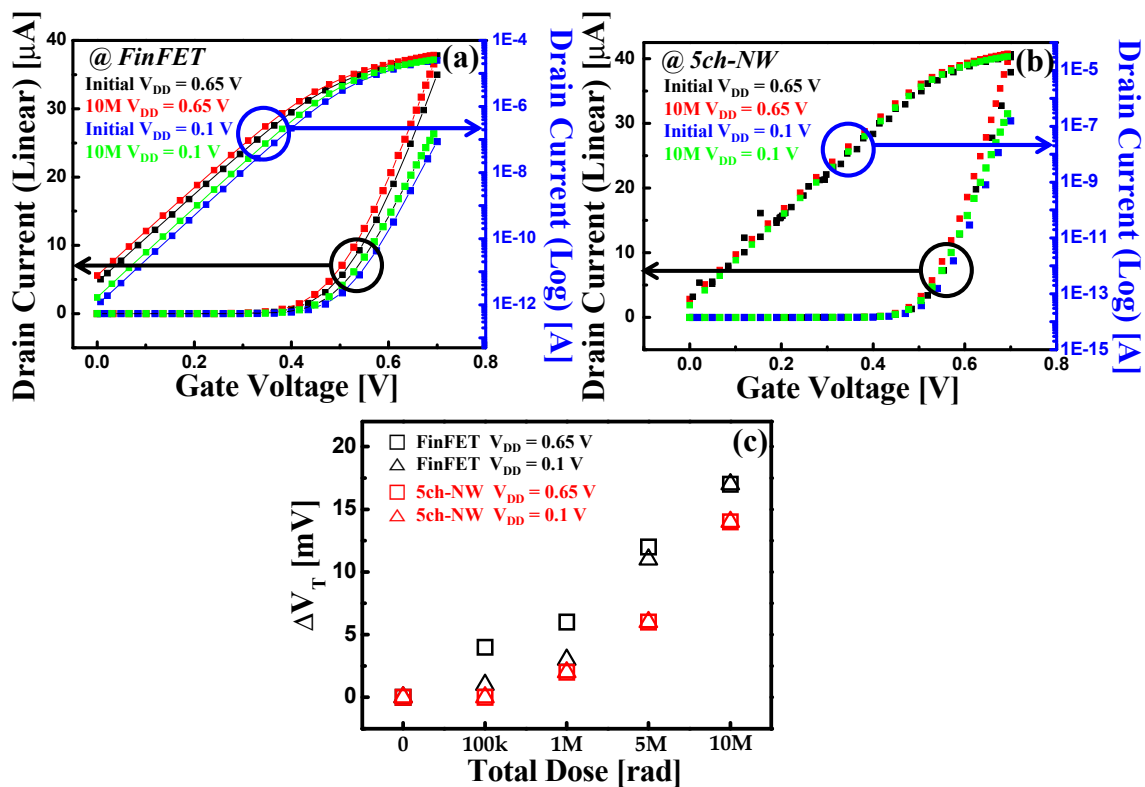 @ FinFET
(a)
Initial V_DD = 0.65 V
10M V_DD = 0.65 V
Initial V_DD = 0.1 V
10M V_DD = 0.1 V
Drain Current (Linear) [μA]
40
30
20
10
0
0.0 0.2 0.4 0.6 0.8
Gate Voltage [V]
1E-4
1E-6
1E-8
1E-10
1E-12
Drain Current (Log) [A]
@ 5ch-NW
(b)
Initial V_DD = 0.65 V
10M V_DD = 0.65 V
Initial V_DD = 0.1 V
10M V_DD = 0.1 V
Drain Current (Linear) [μA]
40
30
20
10
0
0.0 0.2 0.4 0.6 0.8
Gate Voltage [V]
1E-5
1E-7
1E-9
1E-11
1E-13
1E-15
Drain Current (Log) [A]
(c)
FinFET V_DD = 0.65 V
FinFET V_DD = 0.1 V
5ch-NW V_DD = 0.65 V
5ch-NW V_DD = 0.1 V
ΔV_T [mV]
20
15
10
5
0
0 100k 1M 5M 10M
Total Dose [rad]